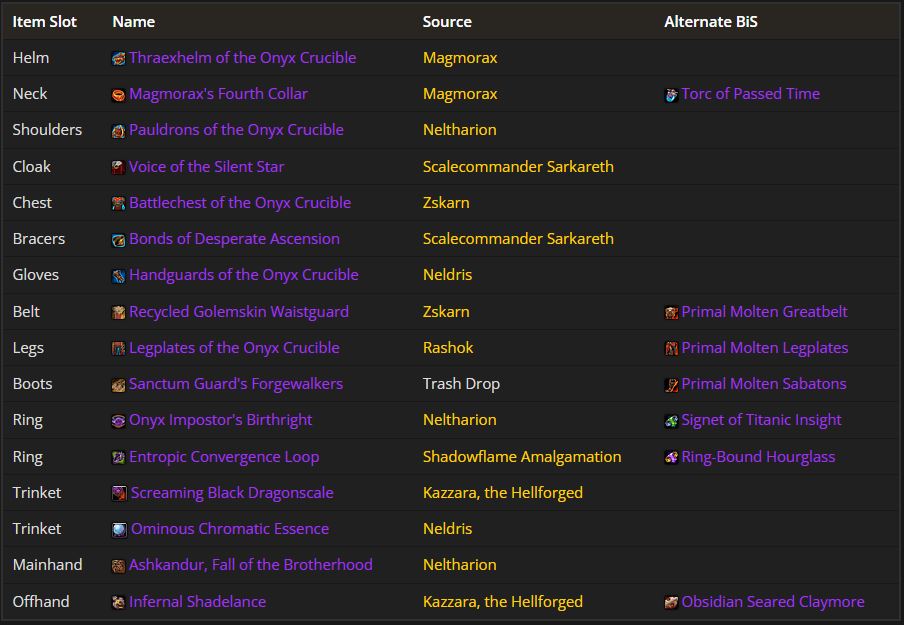 Item Slot Name Source Alternate BiS
Helm Thraexhelm of the Onyx Crucible Magmorax
Neck Magmorax's Fourth Collar Magmorax Torc of Passed Time
Shoulders Pauldrons of the Onyx Crucible Neltharion
Cloak Voice of the Silent Star Scalecommander Sarkareth
Chest Battlechest of the Onyx Crucible Zskarn
Bracers Bonds of Desperate Ascension Scalecommander Sarkareth
Gloves Handguards of the Onyx Crucible Neldris
Belt Recycled Golemskin Waistguard Zskarn Primal Molten Greatbelt
Legs Legplates of the Onyx Crucible Rashok Primal Molten Legplates
Boots Sanctum Guard's Forgewalkers Trash Drop Primal Molten Sabatons
Ring Onyx Impostor's Birthright Neltharion Signet of Titanic Insight
Ring Entropic Convergence Loop Shadowflame Amalgamation Ring-Bound Hourglass
Trinket Screaming Black Dragonscale Kazzara, the Hellforged
Trinket Ominous Chromatic Essence Neldris
Mainhand Ashkandur, Fall of the Brotherhood Neltharion
Offhand Infernal Shadelance Kazzara, the Hellforged Obsidian Seared Claymore